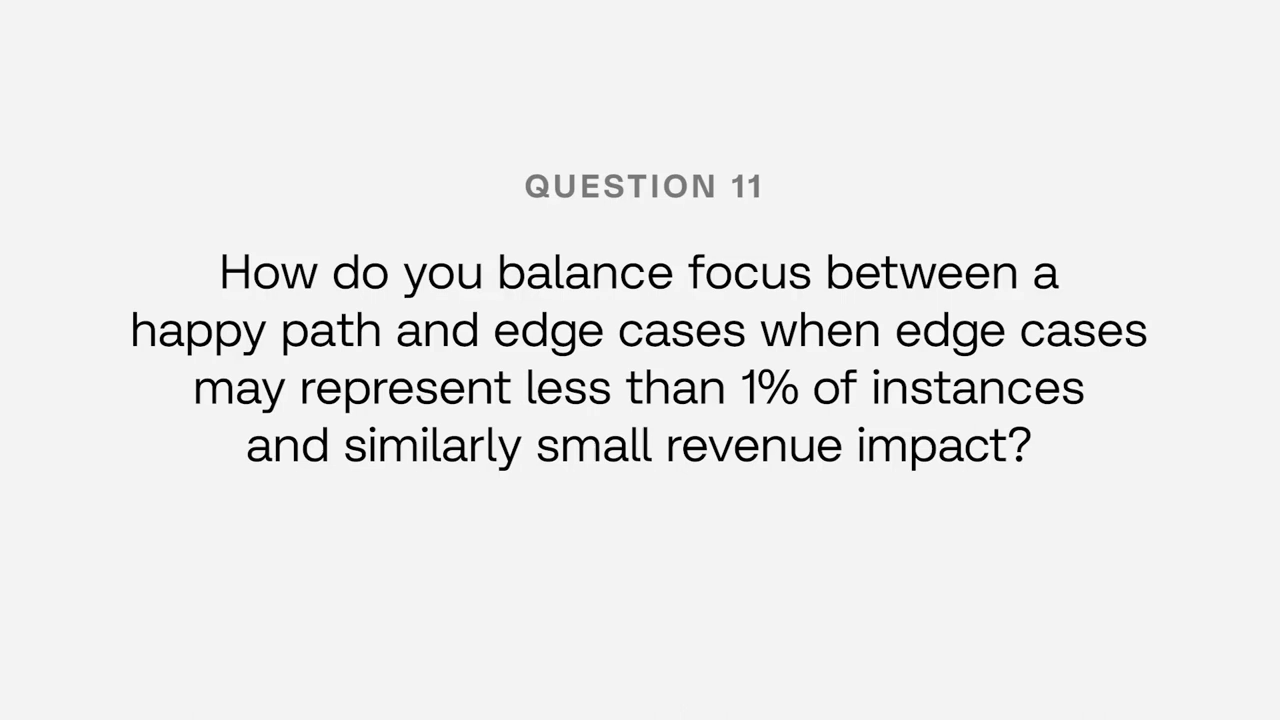 QUESTION 11
How do you balance focus between a
happy path and edge cases when edge cases
may represent less than 1% of instances
and similarly small revenue impact?